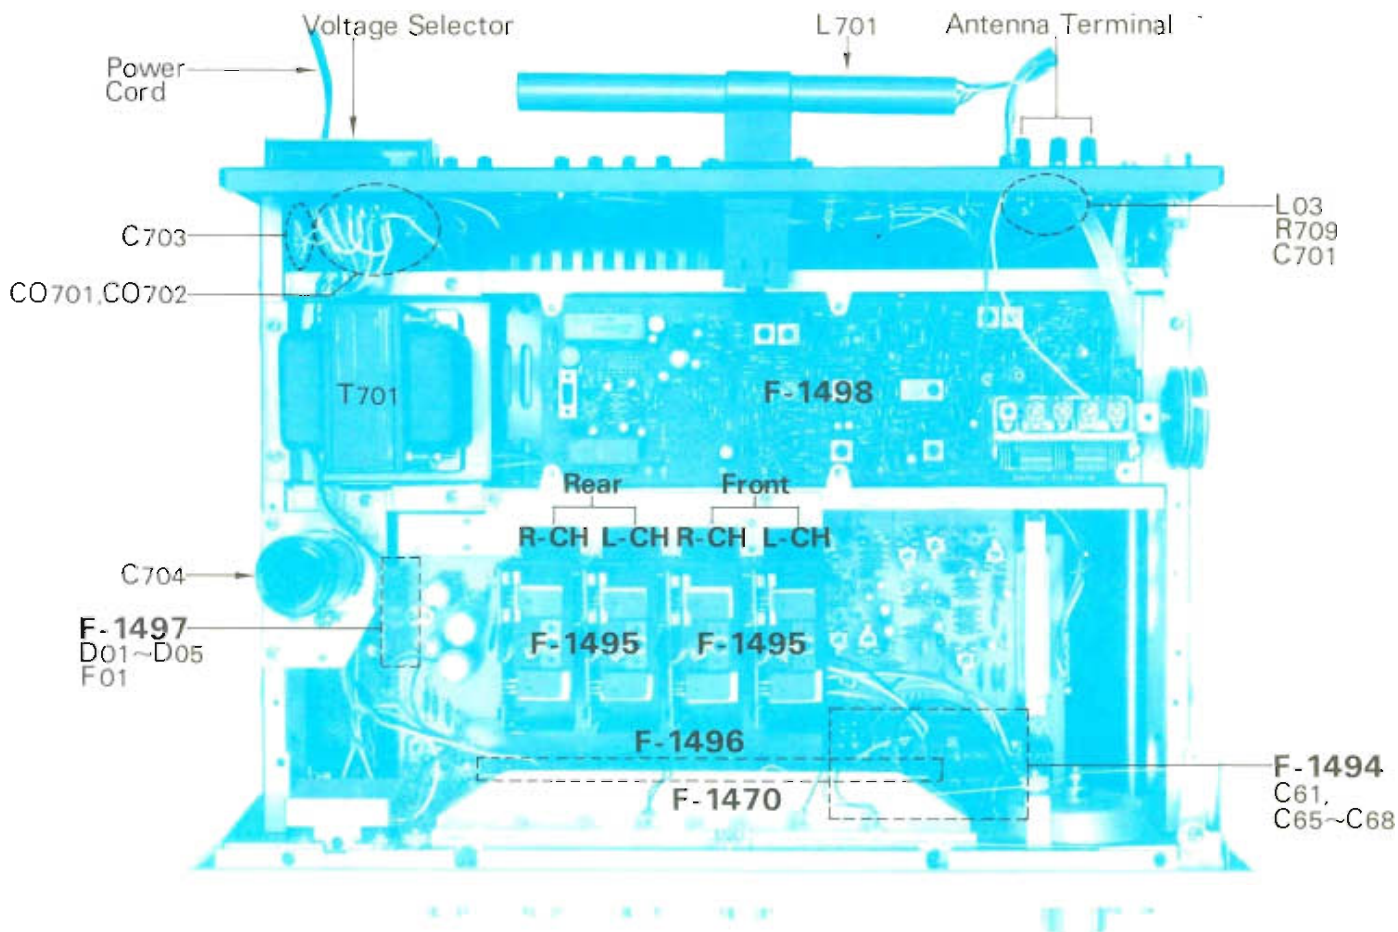 Voltage Selector
L701
Antenna Terminal
Power
Cord
C703
L03
R709
C701
CO701,CO702
T701
F-1498
Rear
Front
R-CH L-CH R-CH L-CH
C704
F-1497
D01~D05
F01
F-1495
F-1495
F-1496
F-1470
F-1494
C61,
C65~C68